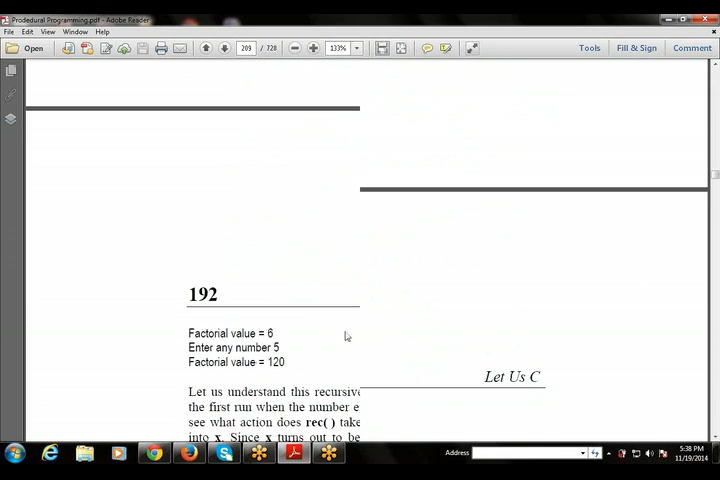 Prodedural Programming.pdf - Adobe Reader
File Edit View Window Help
Open 209 / 728 133% Tools Fill & Sign Comment
192
Factorial value = 6
Enter any number 5
Factorial value = 120
Let Us C
Let us understand this recursive
the first run when the number e
see what action does rec( ) take
into x. Since x turns out to be
Address
5:38 PM
11/19/2014